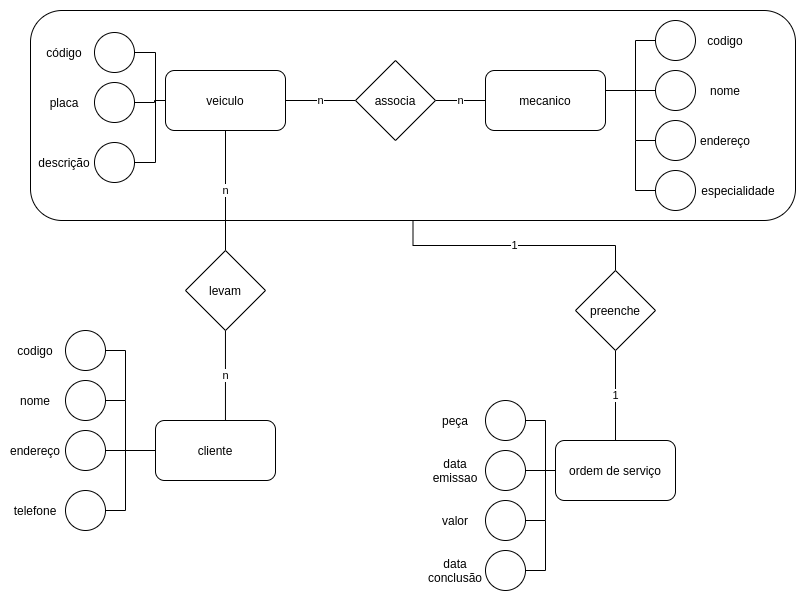 código
placa
descrição
veiculo
n
associa
n
mecanico
codigo
nome
endereço
especialidade
n
levam
n
1
preenche
1
codigo
nome
endereço
telefone
cliente
peça
data
emissao
valor
data
conclusão
ordem de serviço